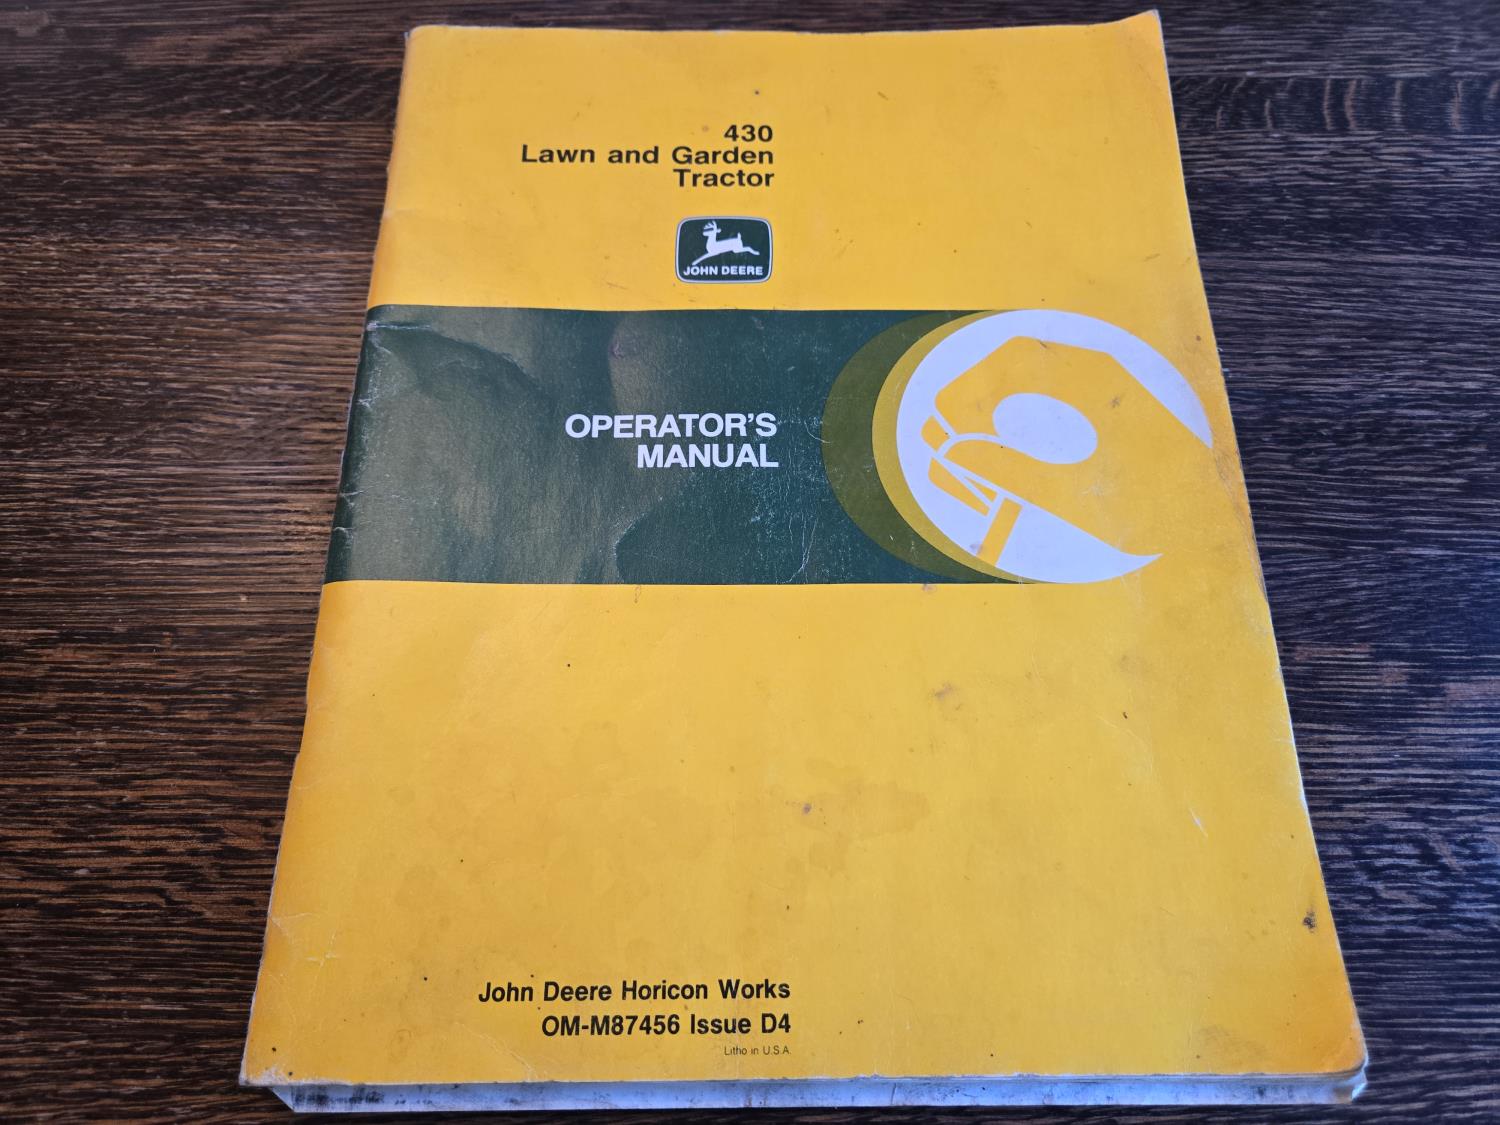 430
Lawn and Garden
Tractor
JOHN DEERE
OPERATOR'S
MANUAL
John Deere Horicon Works
OM-M87456 Issue D4
Litho in U.S.A.